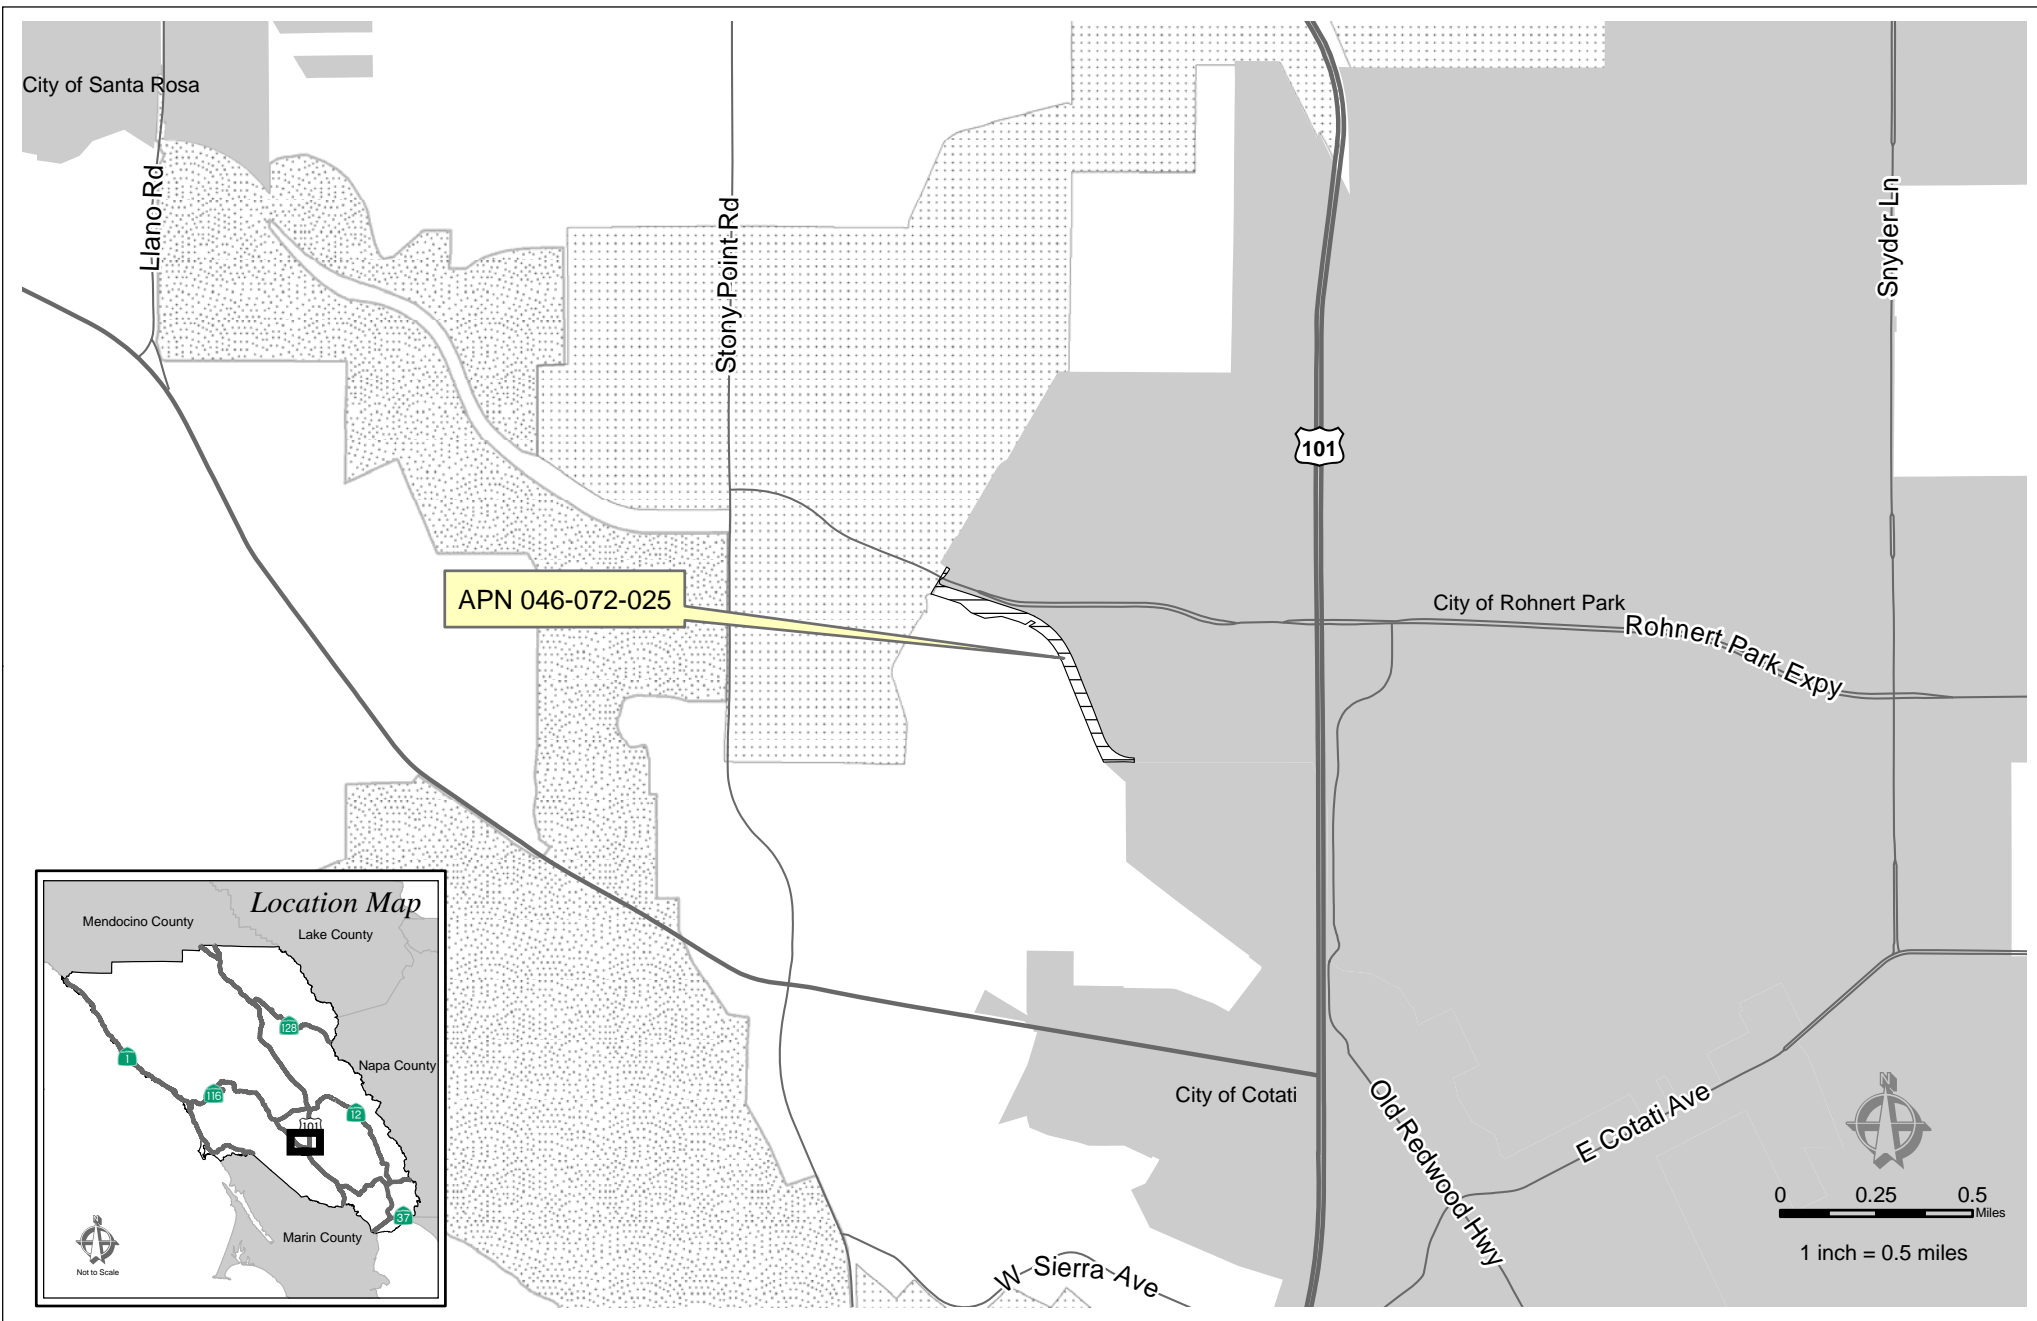 City of Santa Rosa
Llano Rd
Stony Point Rd
Snyder Ln
101
APN 046-072-025
City of Rohnert Park
Rohnert Park Expy
City of Cotati
Old Redwood Hwy
E Cotati Ave
W Sierra Ave
N
0 0.25 0.5
Miles
1 inch = 0.5 miles
Location Map
Mendocino County
Lake County
128
1
Napa County
116
12
101
37
Marin County
N
Not to Scale